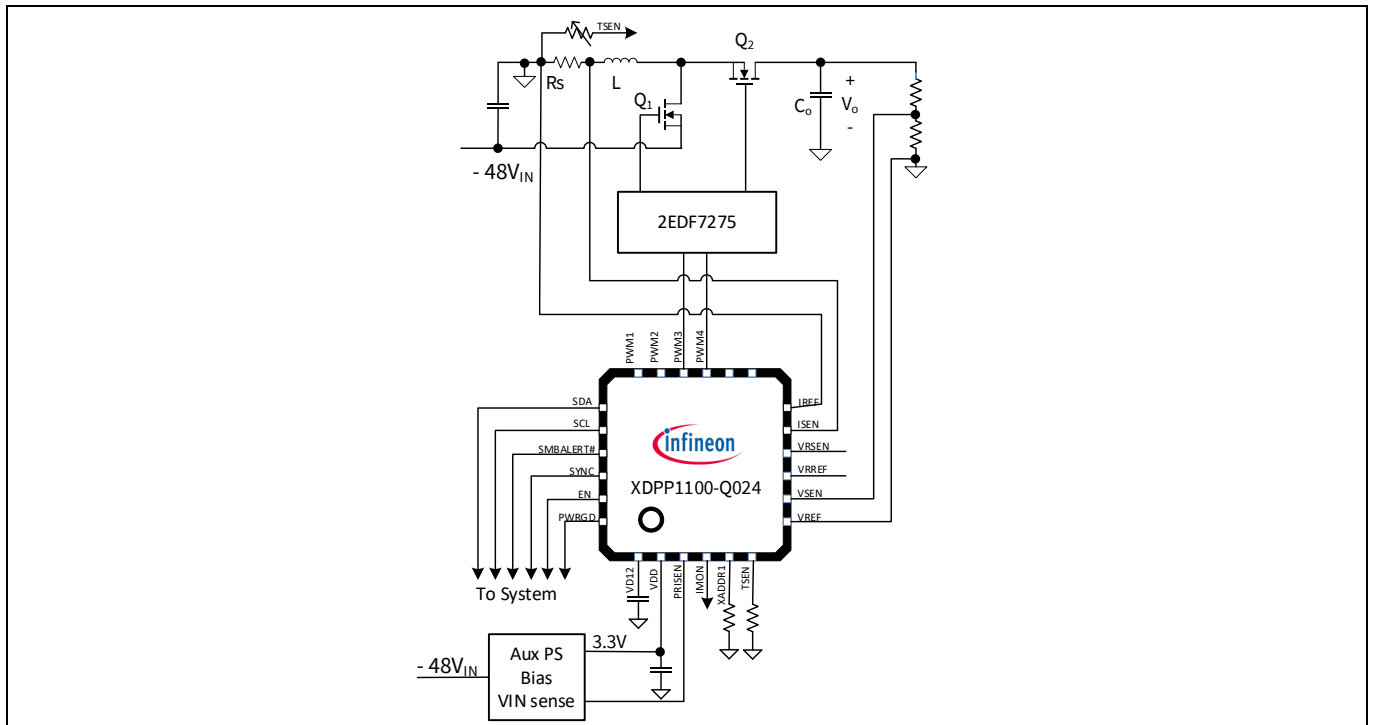 TSEN
Q2
Rs
L
Q1
Co
+
Vo
-
- 48VIN
2EDF7275
PWM1
PWM2
PWM3
PWM4
SDA
SCL
SMBALERT#
SYNC
EN
PWRGD
IREF
ISEN
VRSEN
VRREF
VSEN
VREF
infineon
XDPP1100-Q024
VD12
VDD
PRISEN
IMON
XADDR1
TSEN
To System
3.3V
- 48VIN
Aux PS
Bias
VIN sense